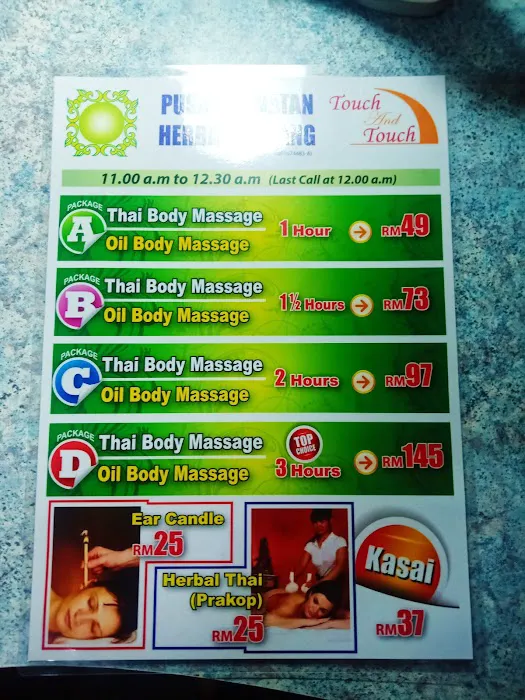 Touch
And
Touch
11.00 a.m to 12.30 a.m (Last Call at 12.00 a.m)
PACKAGE
A
Thai Body Massage
Oil Body Massage
1 Hour
RM49
PACKAGE
B
Thai Body Massage
Oil Body Massage
1½ Hours
RM73
PACKAGE
C
Thai Body Massage
Oil Body Massage
2 Hours
RM97
PACKAGE
D
Thai Body Massage
Oil Body Massage
TOP
CHOICE
3 Hours
RM145
Ear Candle
RM25
Herbal Thai
(Prakop)
RM25
Kasai
RM37